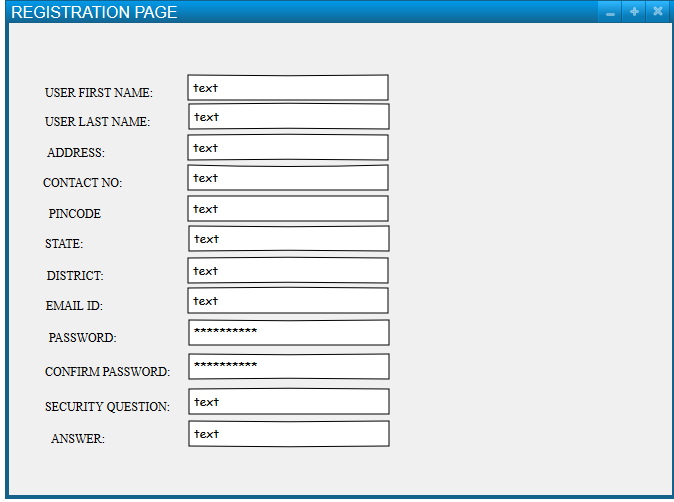 REGISTRATION PAGE
USER FIRST NAME: text
USER LAST NAME: text
ADDRESS: text
CONTACT NO: text
PINCODE text
STATE: text
DISTRICT: text
EMAIL ID: text
PASSWORD: **********
CONFIRM PASSWORD: **********
SECURITY QUESTION: text
ANSWER: text